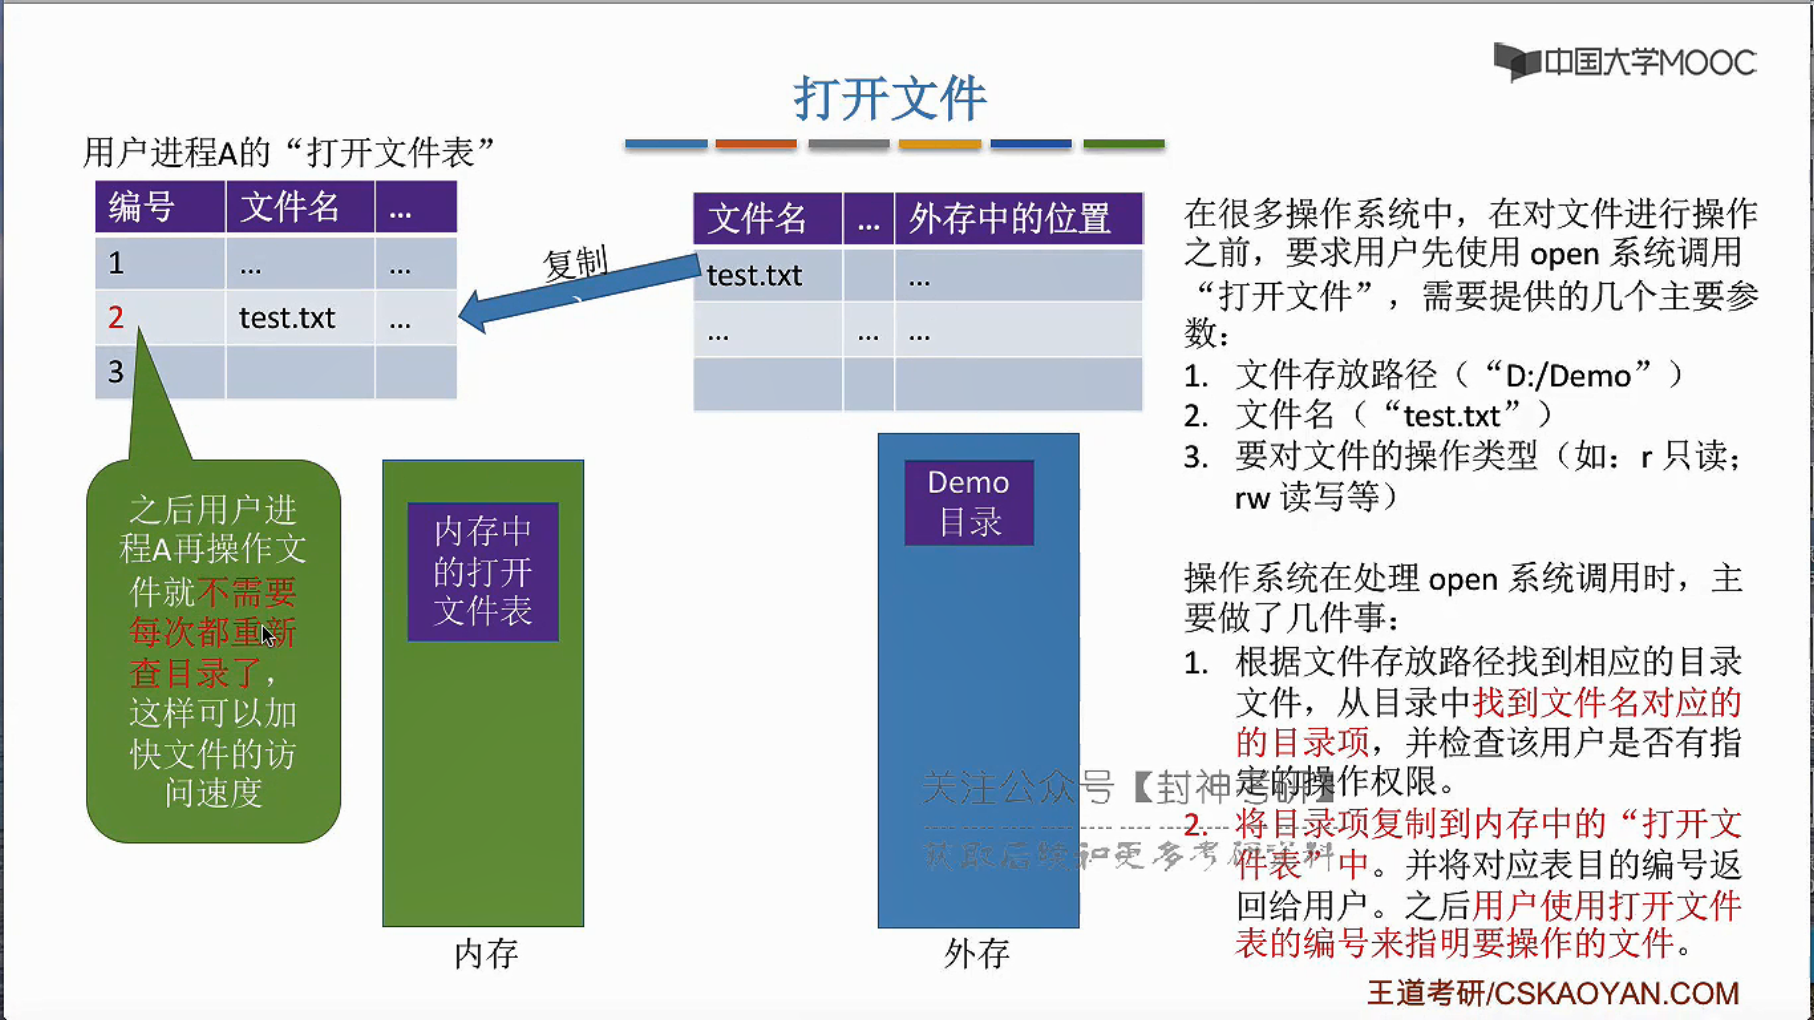 中国大学MOOC
打开文件
用户进程A的“打开文件表”
编号 文件名 ...
1 ... ...
2 test.txt ...
3
复制
文件名 ... 外存中的位置
test.txt ...
... ... ...
之后用户进
程A再操作文
件就不需要
每次都重新
查目录了，
这样可以加
快文件的访
问速度
内存中
的打开
文件表
内存
Demo
目录
外存
在很多操作系统中，在对文件进行操作
之前，要求用户先使用 open 系统调用
“打开文件”，需要提供的几个主要参
数：
1. 文件存放路径（“D:/Demo”）
2. 文件名（“test.txt”）
3. 要对文件的操作类型（如：r 只读；
rw 读写等）
操作系统在处理 open 系统调用时，主
要做了几件事：
1. 根据文件存放路径找到相应的目录
文件，从目录中找到文件名对应的
的目录项，并检查该用户是否有指
定的操作权限。
2. 将目录项复制到内存中的“打开文
件表”中。并将对应表目的编号返
回给用户。之后用户使用打开文件
表的编号来指明要操作的文件。
关注公众号【封神考研】
获取后续和更多考研资料
王道考研/CSKAOYAN.COM